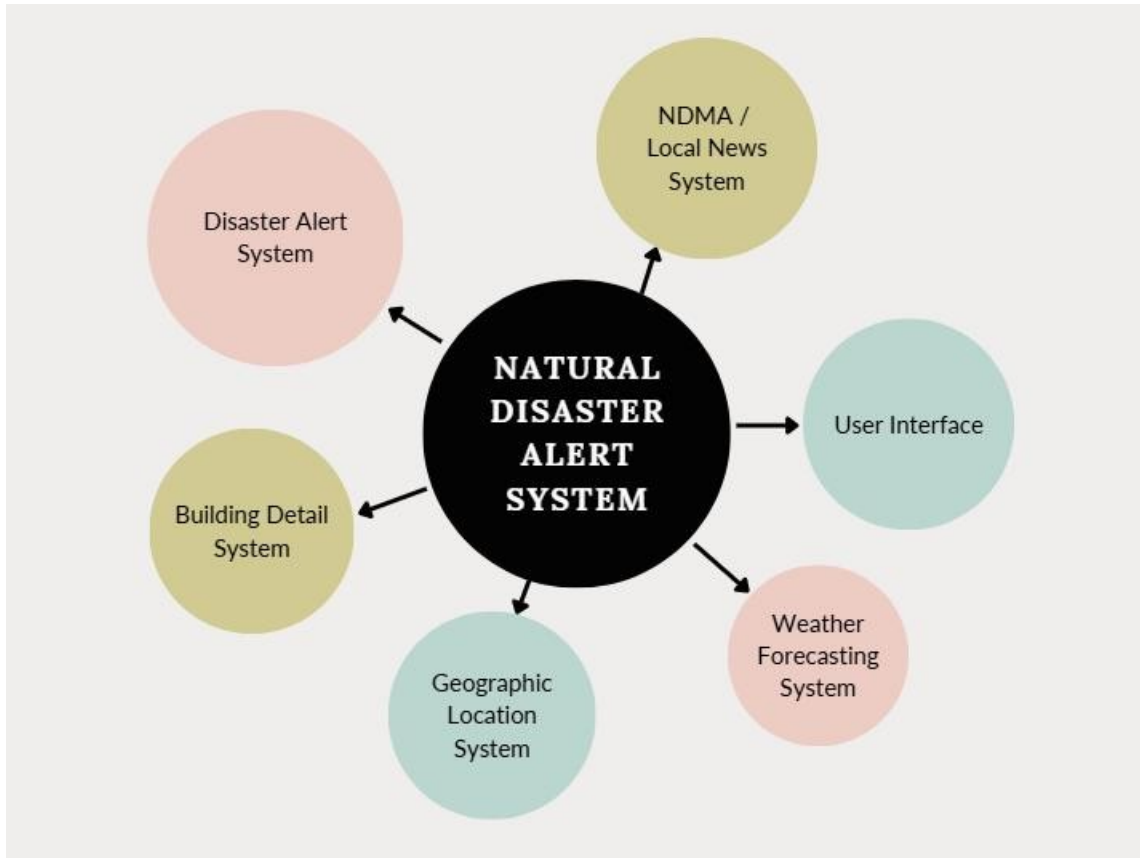 NDMA /
Local News
System
Disaster Alert
System
NATURAL
DISASTER
ALERT
SYSTEM
User Interface
Building Detail
System
Weather
Forecasting
System
Geographic
Location
System